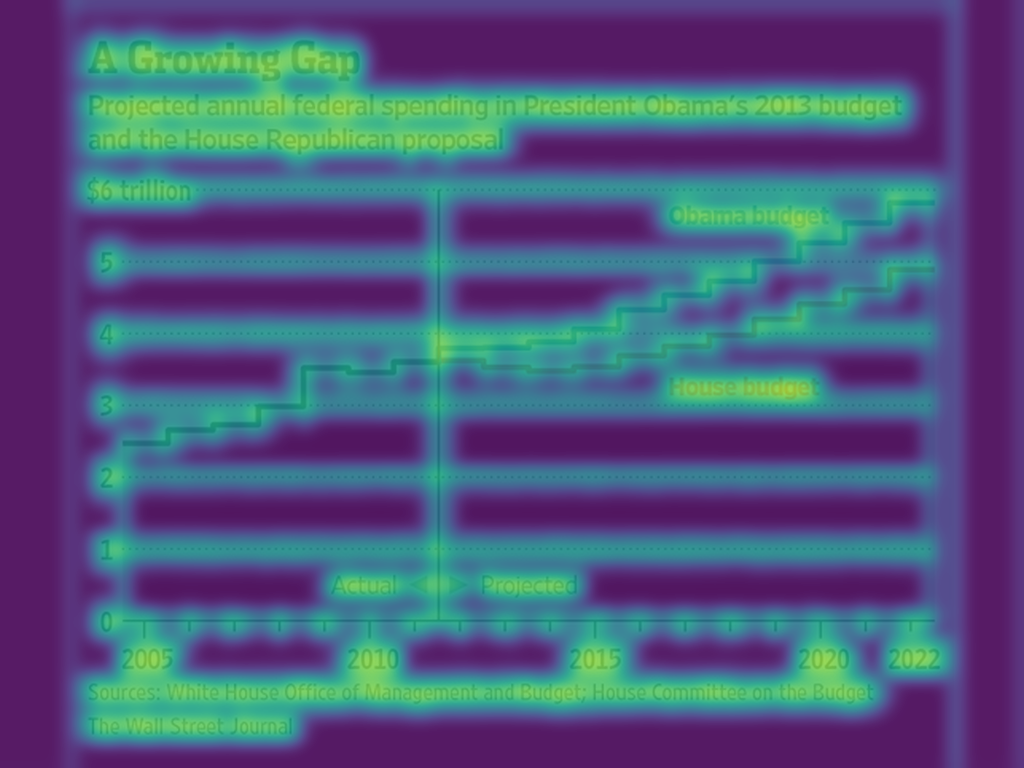 A Growing Gap
Projected annual federal spending in President Obama's 2013 budget
and the House Republican proposal
$6 trillion
Obama budget
5
4
House budget
3
2
1
Actual Projected
0
2005 2010 2015 2020 2022
Sources: White House Office of Management and Budget; House Committee on the Budget
The Wall Street Journal